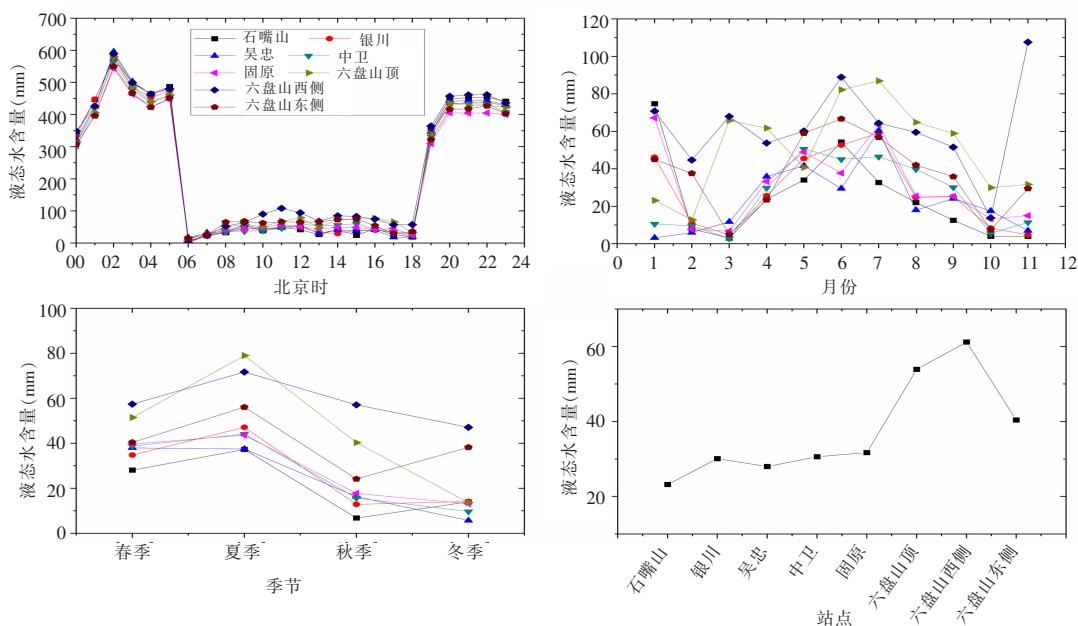 液态水含量(mm)
700
600
500
400
300
200
100
0
石嘴山
银川
吴忠
中卫
固原
六盘山顶
六盘山西侧
六盘山东侧
00 02 04 06 08 10 12 14 16 18 20 22 24
北京时
液态水含量(mm)
120
100
80
60
40
20
0
0 1 2 3 4 5 6 7 8 9 10 11 12
月份
液态水含量(mm)
100
80
60
40
20
0
春季 夏季 秋季 冬季
季节
液态水含量(mm)
60
40
20
石嘴山 银川 吴忠 中卫 固原 六盘山顶 六盘山西侧 六盘山东侧
站点